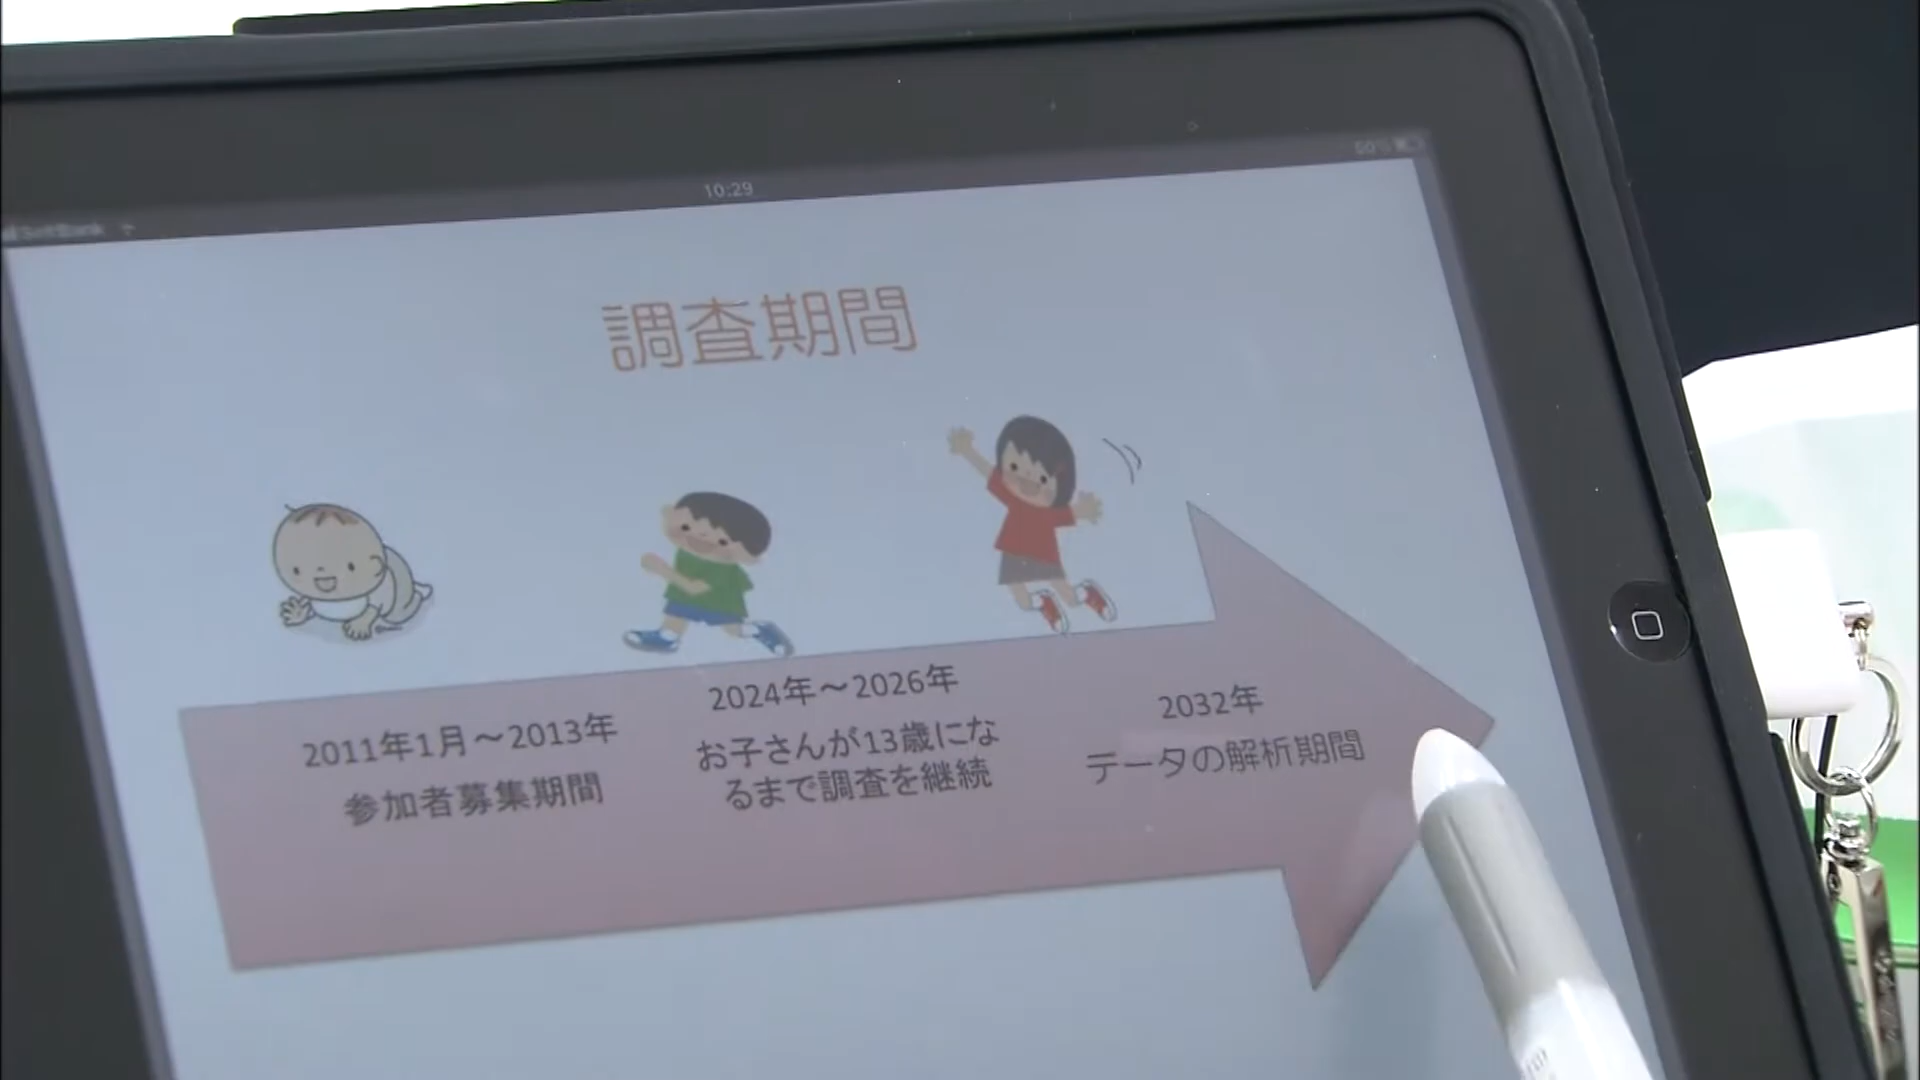 SoftBank
10:29
50%
調査期間
2011年1月～2013年
参加者募集期間
2024年～2026年
お子さんが13歳にな
るまで調査を継続
2032年
データの解析期間